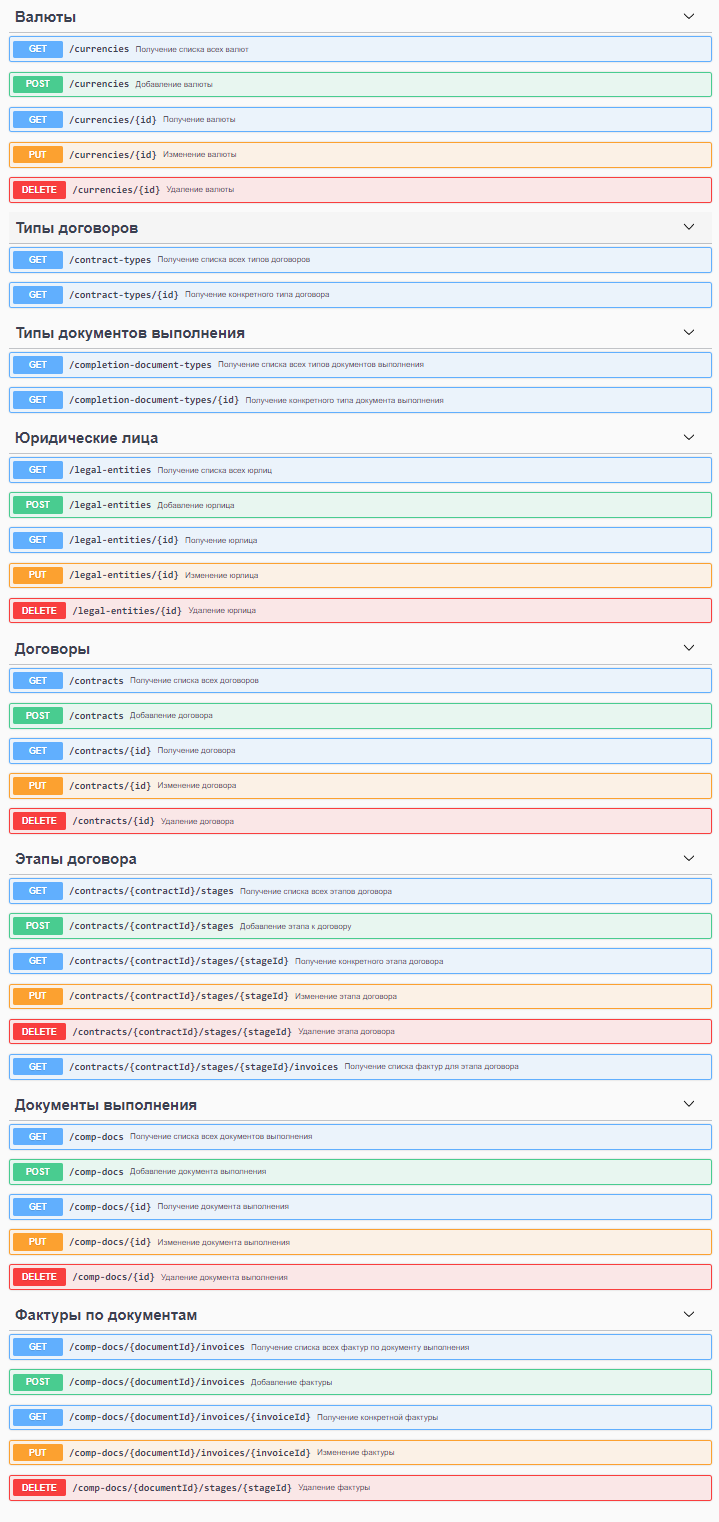 Валюты
GET /currencies Получение списка всех валют
POST /currencies Добавление валюты
GET /currencies/{id} Получение валюты
PUT /currencies/{id} Изменение валюты
DELETE /currencies/{id} Удаление валюты
Типы договоров
GET /contract-types Получение списка всех типов договоров
GET /contract-types/{id} Получение конкретного типа договора
Типы документов выполнения
GET /completion-document-types Получение списка всех типов документов выполнения
GET /completion-document-types/{id} Получение конкретного типа документа выполнения
Юридические лица
GET /legal-entities Получение списка всех юрлиц
POST /legal-entities Добавление юрлица
GET /legal-entities/{id} Получение юрлица
PUT /legal-entities/{id} Изменение юрлица
DELETE /legal-entities/{id} Удаление юрлица
Договоры
GET /contracts Получение списка всех договоров
POST /contracts Добавление договора
GET /contracts/{id} Получение договора
PUT /contracts/{id} Изменение договора
DELETE /contracts/{id} Удаление договора
Этапы договора
GET /contracts/{contractId}/stages Получение списка всех этапов договора
POST /contracts/{contractId}/stages Добавление этапа к договору
GET /contracts/{contractId}/stages/{stageId} Получение конкретного этапа договора
PUT /contracts/{contractId}/stages/{stageId} Изменение этапа договора
DELETE /contracts/{contractId}/stages/{stageId} Удаление этапа договора
GET /contracts/{contractId}/stages/{stageId}/invoices Получение списка фактур для этапа договора
Документы выполнения
GET /comp-docs Получение списка всех документов выполнения
POST /comp-docs Добавление документа выполнения
GET /comp-docs/{id} Получение документа выполнения
PUT /comp-docs/{id} Изменение документа выполнения
DELETE /comp-docs/{id} Удаление документа выполнения
Фактуры по документам
GET /comp-docs/{documentId}/invoices Получение списка всех фактур по документу выполнения
POST /comp-docs/{documentId}/invoices Добавление фактуры
GET /comp-docs/{documentId}/invoices/{invoiceId} Получение конкретной фактуры
PUT /comp-docs/{documentId}/invoices/{invoiceId} Изменение фактуры
DELETE /comp-docs/{documentId}/stages/{stageId} Удаление фактуры